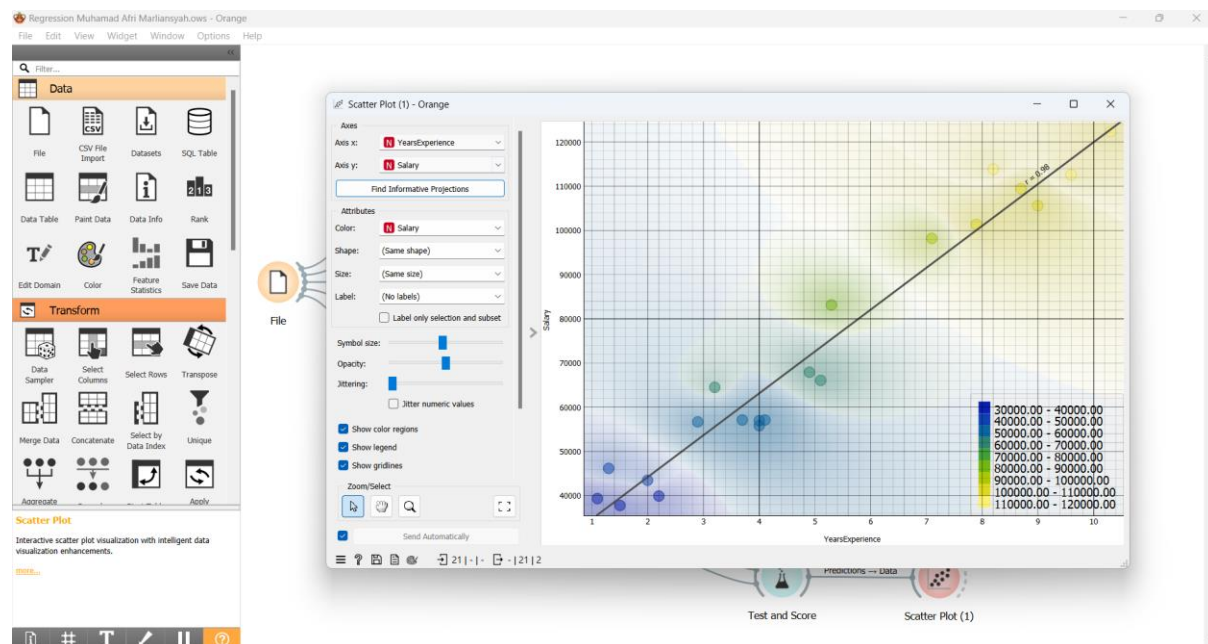 Regression Muhamad Afri Marliansyah.ows - Orange
File Edit View Widget Window Options Help
Filter...
Data
File
CSV File Import
Datasets
SQL Table
Data Table
Paint Data
Data Info
Rank
Edit Domain
Color
Feature Statistics
Save Data
Transform
Data Sampler
Select Columns
Select Rows
Transpose
Merge Data
Concatenate
Select by Data Index
Unique
Aggregate
Apply
Scatter Plot
Interactive scatter plot visualization with intelligent data
visualization enhancements.
more...
File
Scatter Plot (1) - Orange
Axes
Axis x: N YearsExperience
Axis y: N Salary
Find Informative Projections
Attributes
Color: N Salary
Shape: (Same shape)
Size: (Same size)
Label: (No labels)
Label only selection and subset
Symbol size:
Opacity:
Jittering:
Jitter numeric values
Show color regions
Show legend
Show gridlines
Zoom/Select
Send Automatically
21 | - | - - | 21 | 2
Salary
120000
110000
100000
90000
80000
70000
60000
50000
40000
r = 0.98
30000.00 - 40000.00
40000.00 - 50000.00
50000.00 - 60000.00
60000.00 - 70000.00
70000.00 - 80000.00
80000.00 - 90000.00
90000.00 - 100000.00
100000.00 - 110000.00
110000.00 - 120000.00
1 2 3 4 5 6 7 8 9 10
YearsExperience
Predictions → Data
Test and Score
Scatter Plot (1)